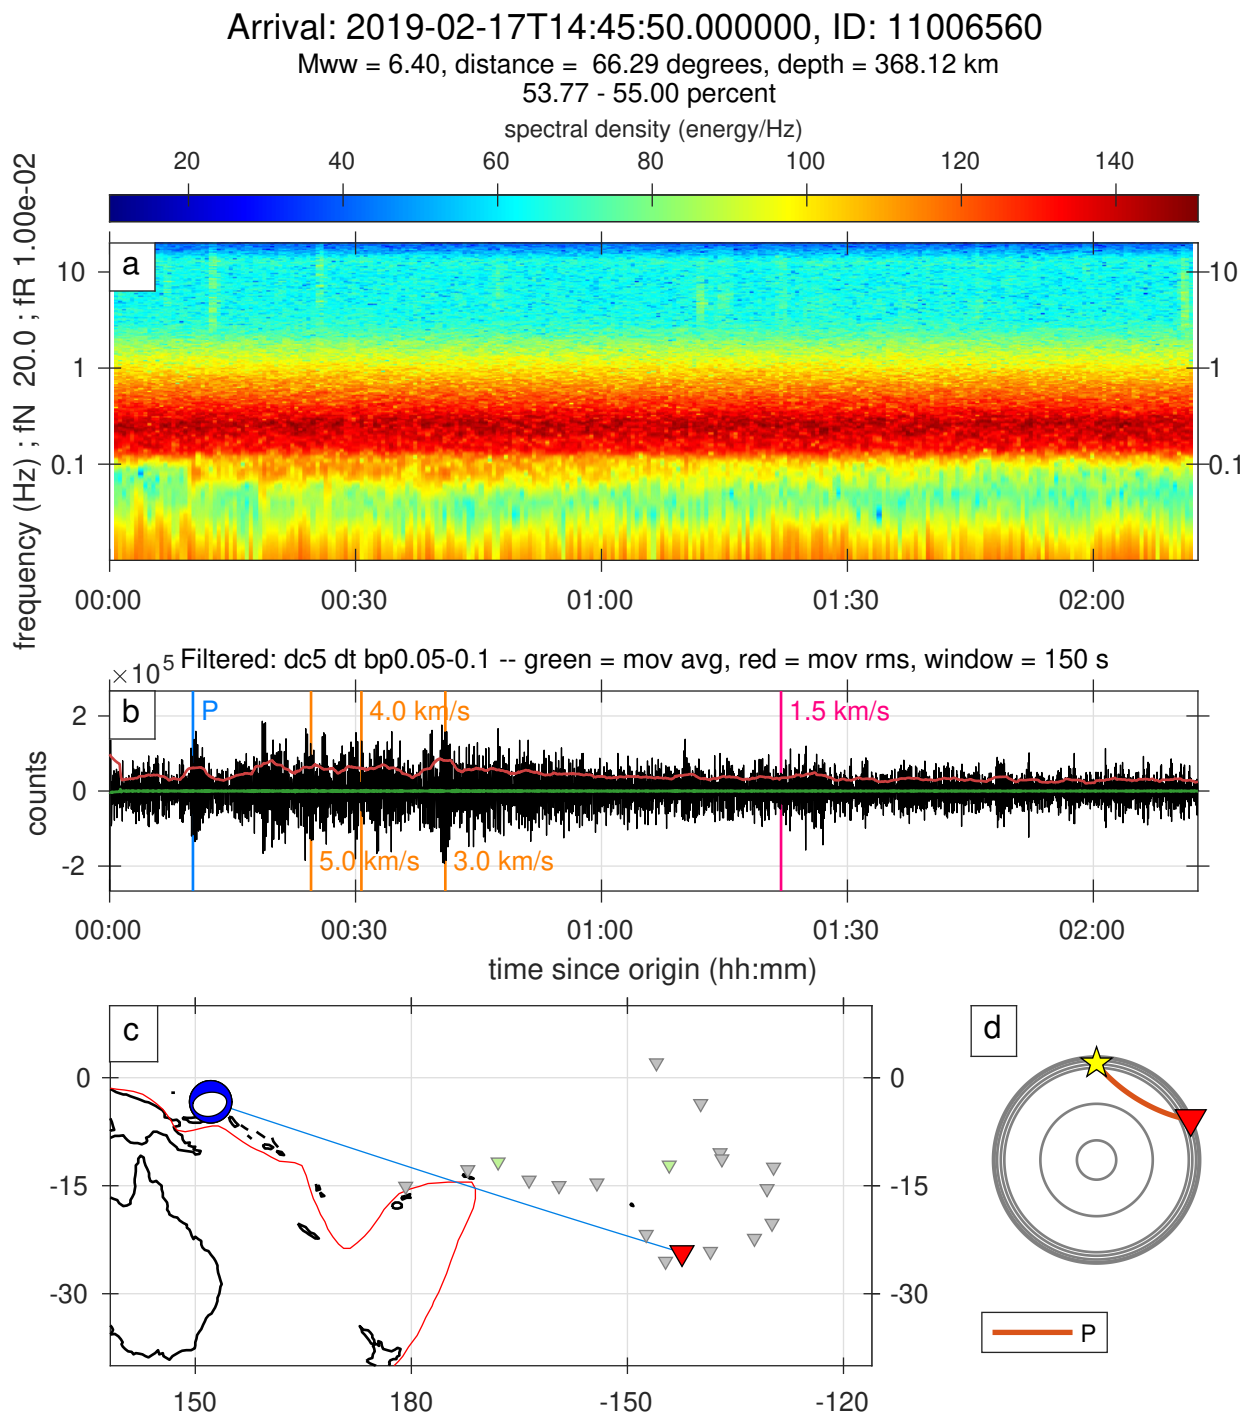 Arrival: 2019-02-17T14:45:50.000000, ID: 11006560
Mww = 6.40, distance =  66.29 degrees, depth = 368.12 km
53.77 - 55.00 percent
spectral density (energy/Hz)
20 40 60 80 100 120 140
frequency (Hz) ; fN  20.0 ; fR 1.00e-02
a
10 10
1 1
0.1 0.1
00:00 00:30 01:00 01:30 02:00
× 10^5 Filtered: dc5 dt bp0.05-0.1 -- green = mov avg, red = mov rms, window = 150 s
b
P 4.0 km/s 1.5 km/s
2
0
-2
counts
5.0 km/s 3.0 km/s
00:00 00:30 01:00 01:30 02:00
time since origin (hh:mm)
c
d
0 0
-15 -15
-30 -30
150 180 -150 -120
P